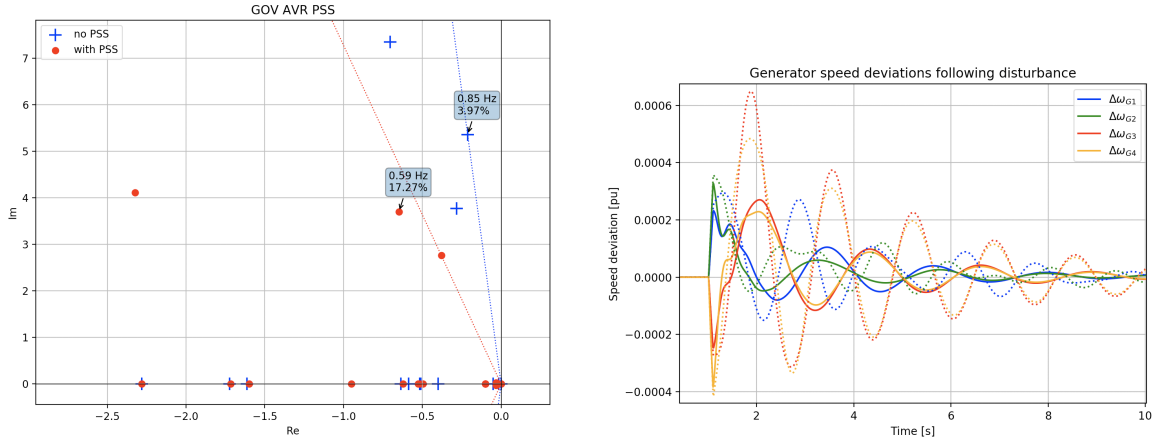 GOV AVR PSS
no PSS
with PSS
0.85 Hz
3.97%
0.59 Hz
17.27%
Im
7
6
5
4
3
2
1
0
−2.5
−2.0
−1.5
−1.0
−0.5
0.0
Re
Generator speed deviations following disturbance
Δω_G1
Δω_G2
Δω_G3
Δω_G4
Speed deviation [pu]
0.0006
0.0004
0.0002
0.0000
−0.0002
−0.0004
2
4
6
8
10
Time [s]